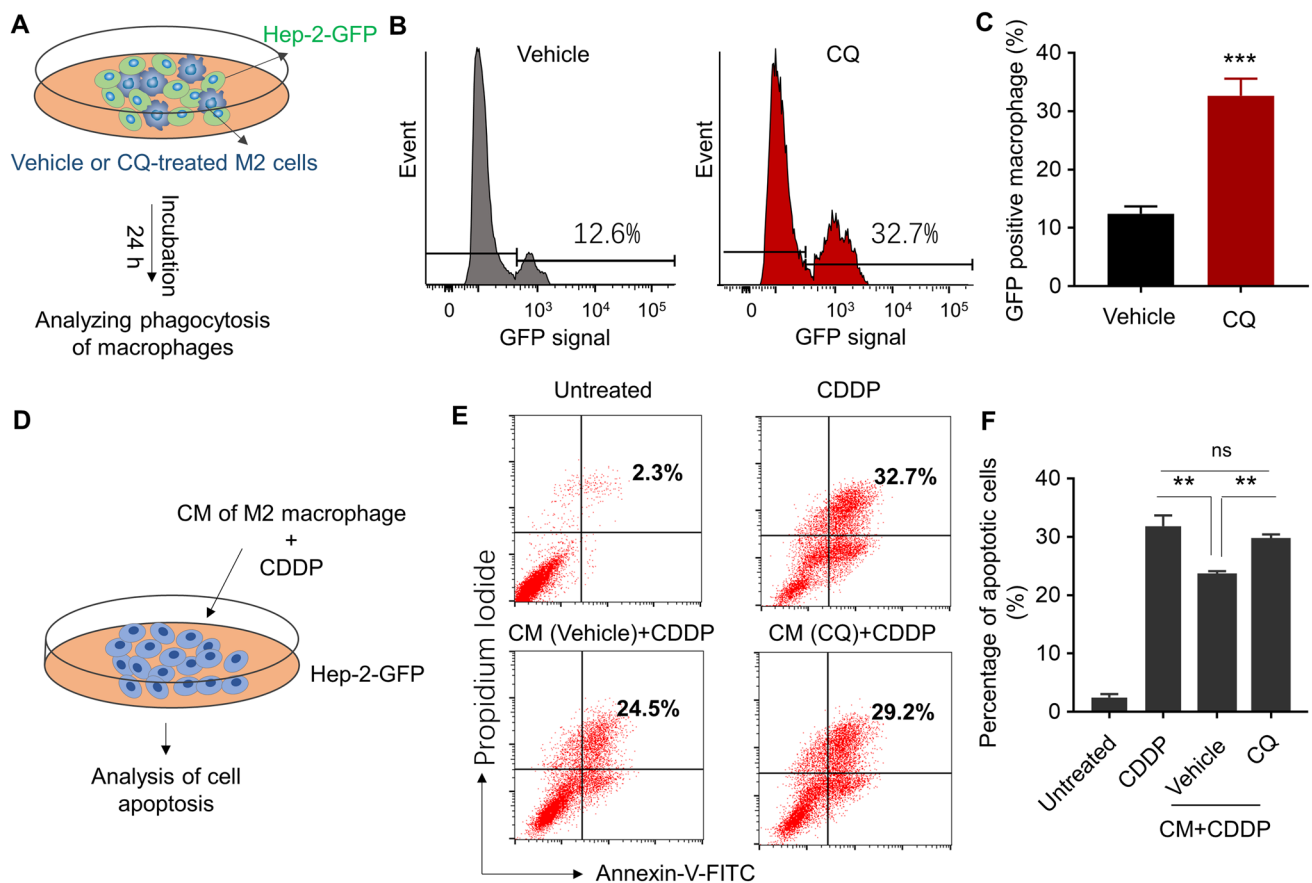 A
Hep-2-GFP
Vehicle or CQ-treated M2 cells
Incubation
24 h
Analyzing phagocytosis
of macrophages
B
Vehicle
Event
12.6%
0
10³
10⁴
10⁵
GFP signal
CQ
Event
32.7%
0
10³
10⁴
10⁵
GFP signal
C
GFP positive macrophage (%)
40
30
20
10
0
***
Vehicle
CQ
D
CM of M2 macrophage
+
CDDP
Hep-2-GFP
Analysis of cell
apoptosis
E
Untreated
2.3%
CDDP
32.7%
CM (Vehicle)+CDDP
24.5%
CM (CQ)+CDDP
29.2%
Propidium Iodide
Annexin-V-FITC
F
Percentage of apoptotic cells
(%)
40
30
20
10
0
ns
**
**
Untreated
CDDP
Vehicle
CQ
CM+CDDP